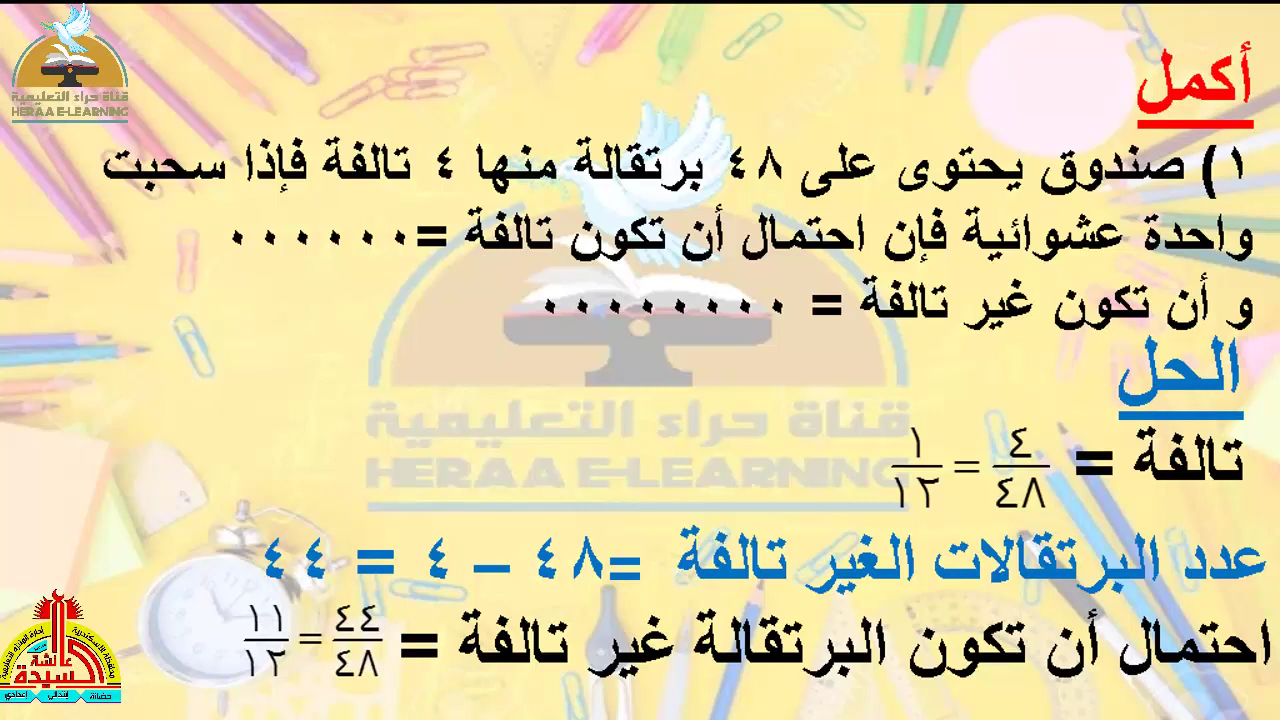 قناة حراء التعليمية
HERAA E-LEARNING
أكمل
١) صندوق يحتوى على ٤٨ برتقالة منها ٤ تالفة فإذا سحبت
واحدة عشوائية فإن احتمال أن تكون تالفة =٠٠٠٠٠٠
و أن تكون غير تالفة = ٠٠٠٠٠٠٠٠
الحل
قناة حراء التعليمية
HERAA E-LEARNING
تالفة = ٤/٤٨ = ١/١٢
عدد البرتقالات الغير تالفة =٤٨ – ٤ = ٤٤
احتمال أن تكون البرتقالة غير تالفة = ٤٤/٤٨ = ١١/١٢
عائشة
السيدة
حضانة
ابتدائي
اعدادي